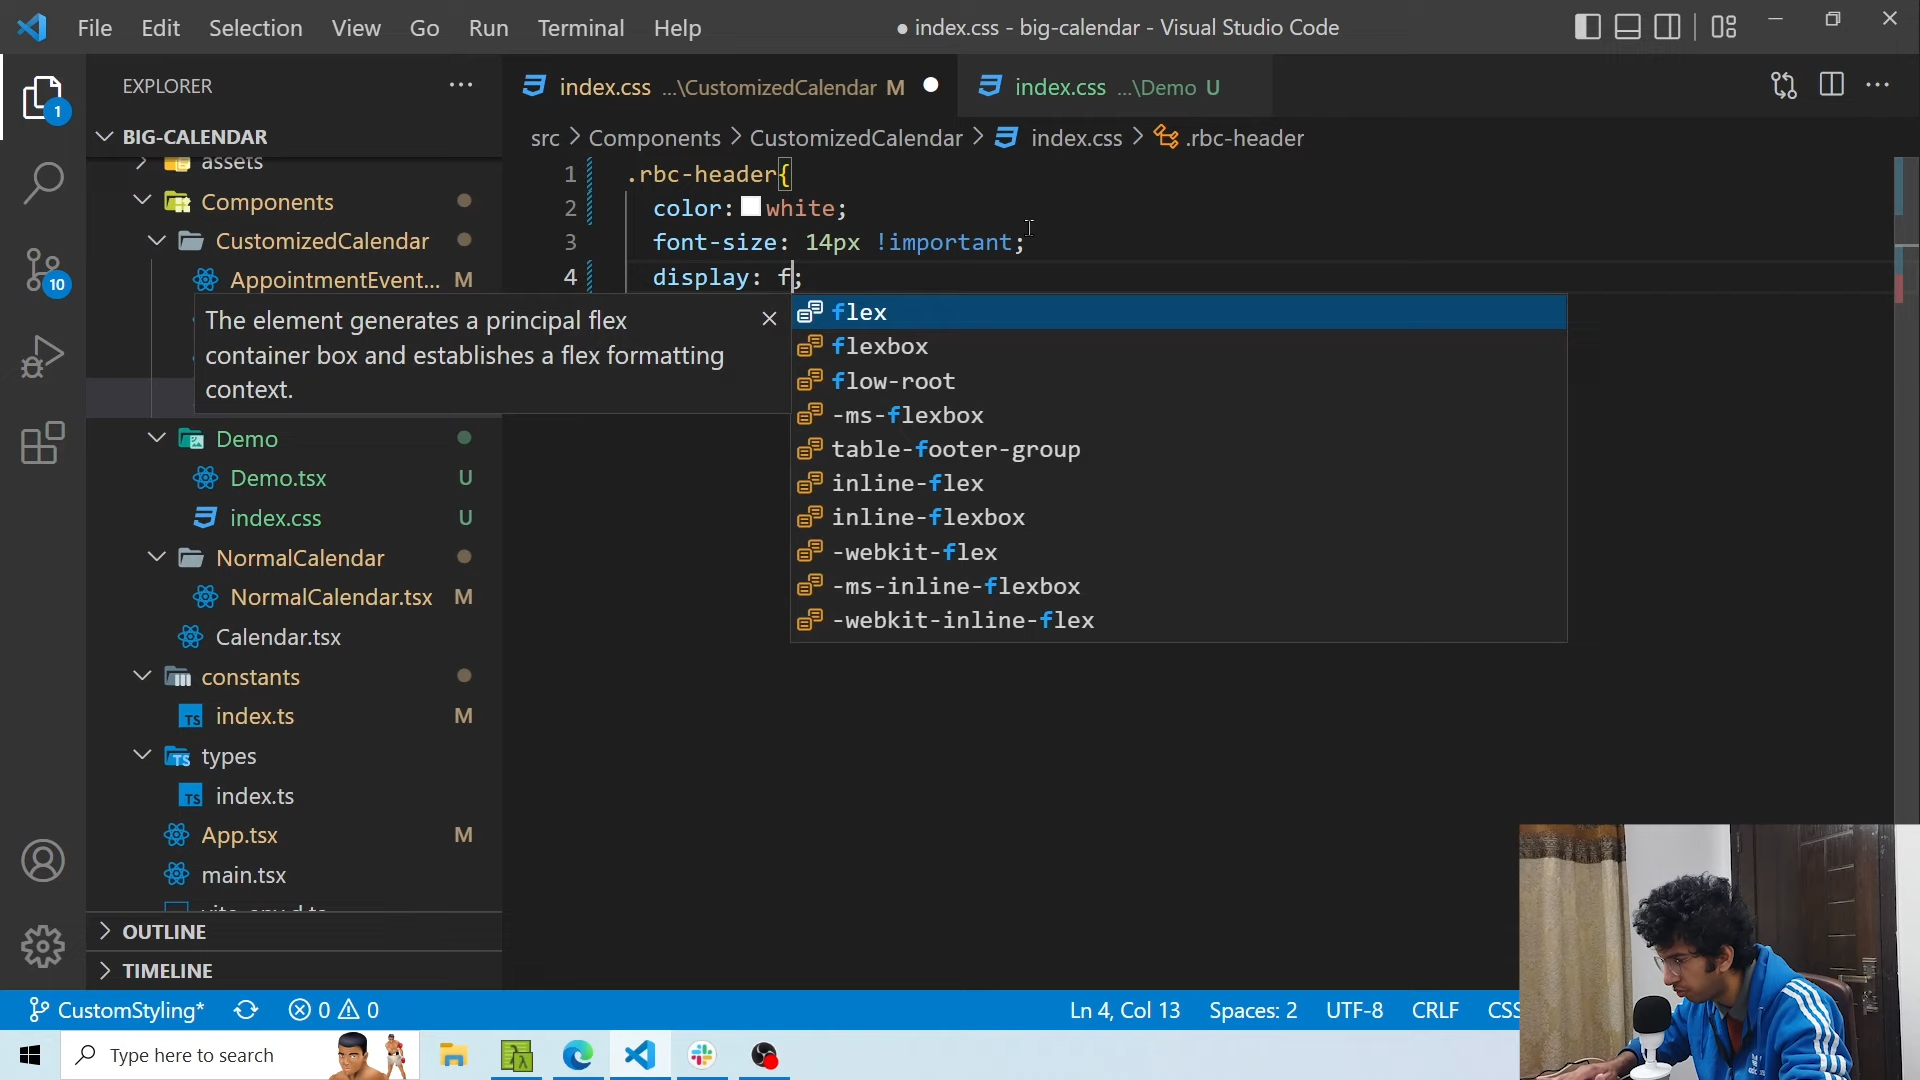 File Edit Selection View Go Run Terminal Help
● index.css - big-calendar - Visual Studio Code
EXPLORER
index.css ...\CustomizedCalendar M
index.css ...\Demo U
BIG-CALENDAR
src > Components > CustomizedCalendar > index.css > .rbc-header
assets
Components
CustomizedCalendar
AppointmentEvent... M
1 .rbc-header{
2 color: white;
3 font-size: 14px !important;
4 display: f;
The element generates a principal flex
container box and establishes a flex formatting
context.
flex
flexbox
flow-root
-ms-flexbox
table-footer-group
inline-flex
inline-flexbox
-webkit-flex
-ms-inline-flexbox
-webkit-inline-flex
Demo
Demo.tsx U
index.css U
NormalCalendar
NormalCalendar.tsx M
Calendar.tsx
constants
TS index.ts M
types
TS index.ts
App.tsx M
main.tsx
OUTLINE
TIMELINE
1
10
CustomStyling* 0 0
Ln 4, Col 13 Spaces: 2 UTF-8 CRLF CSS
Type here to search